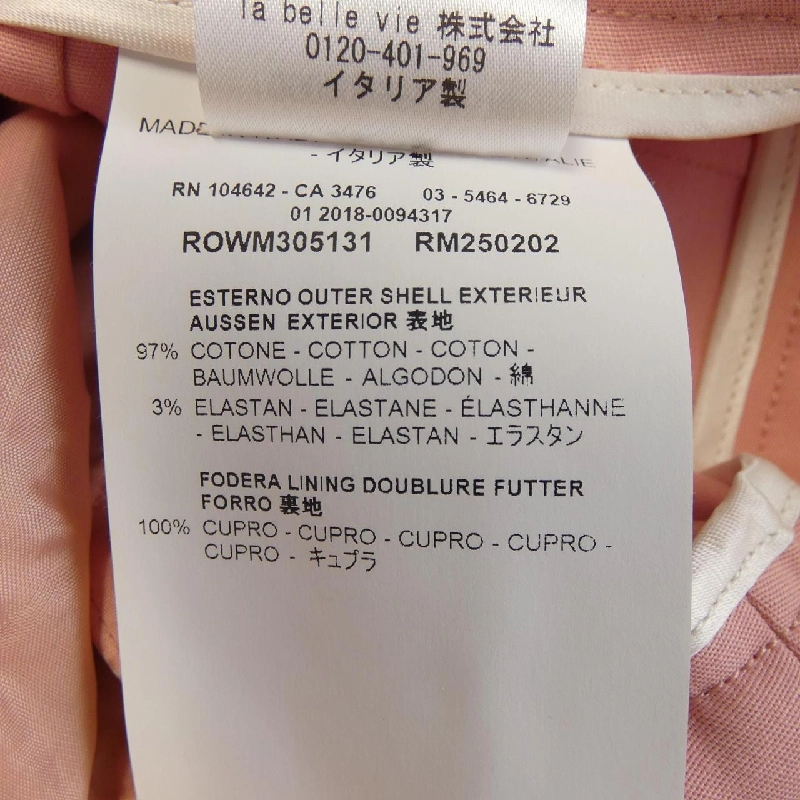 la belle vie 株式会社
0120-401-969
イタリア製
MADE
- イタリア製
RN 104642 - CA 3476 03 - 5464 - 6729
01 2018-0094317
ROWM305131 RM250202
ESTERNO OUTER SHELL EXTERIEUR
AUSSEN EXTERIOR 表地
97% COTONE - COTTON - COTON -
BAUMWOLLE - ALGODON - 綿
3% ELASTAN - ELASTANE - ÉLASTHANNE
- ELASTHAN - ELASTAN - エラスタン
FODERA LINING DOUBLURE FUTTER
FORRO 裏地
100% CUPRO - CUPRO - CUPRO - CUPRO -
CUPRO - キュプラ